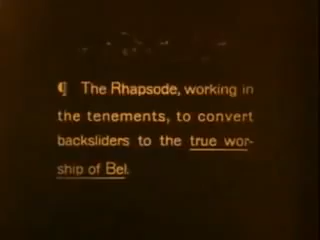 ¶ The Rhapsode, working in
the tenements, to convert
backsliders to the true wor-
ship of Bel.